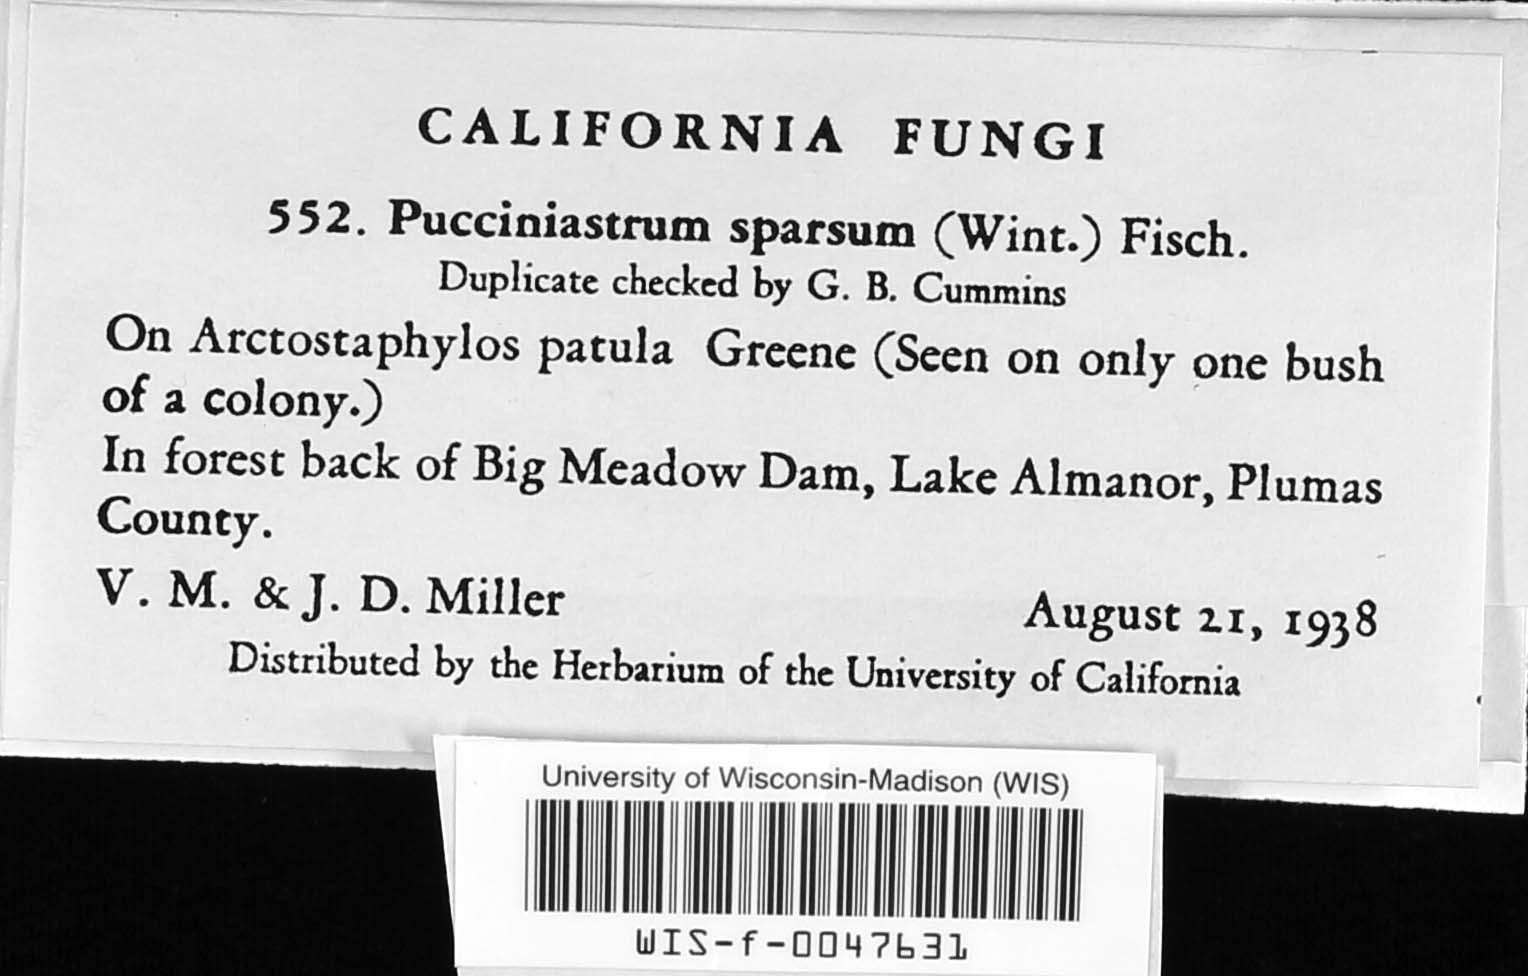 CALIFORNIA FUNGI
552. Pucciniastrum sparsum (Wint.) Fisch.
Duplicate checked by G. B. Cummins
On Arctostaphylos patula Greene (Seen on only one bush
of a colony.)
In forest back of Big Meadow Dam, Lake Almanor, Plumas
County.
V. M. & J. D. Miller August 21, 1938
Distributed by the Herbarium of the University of California
University of Wisconsin-Madison (WIS)
WIS-f-0047631